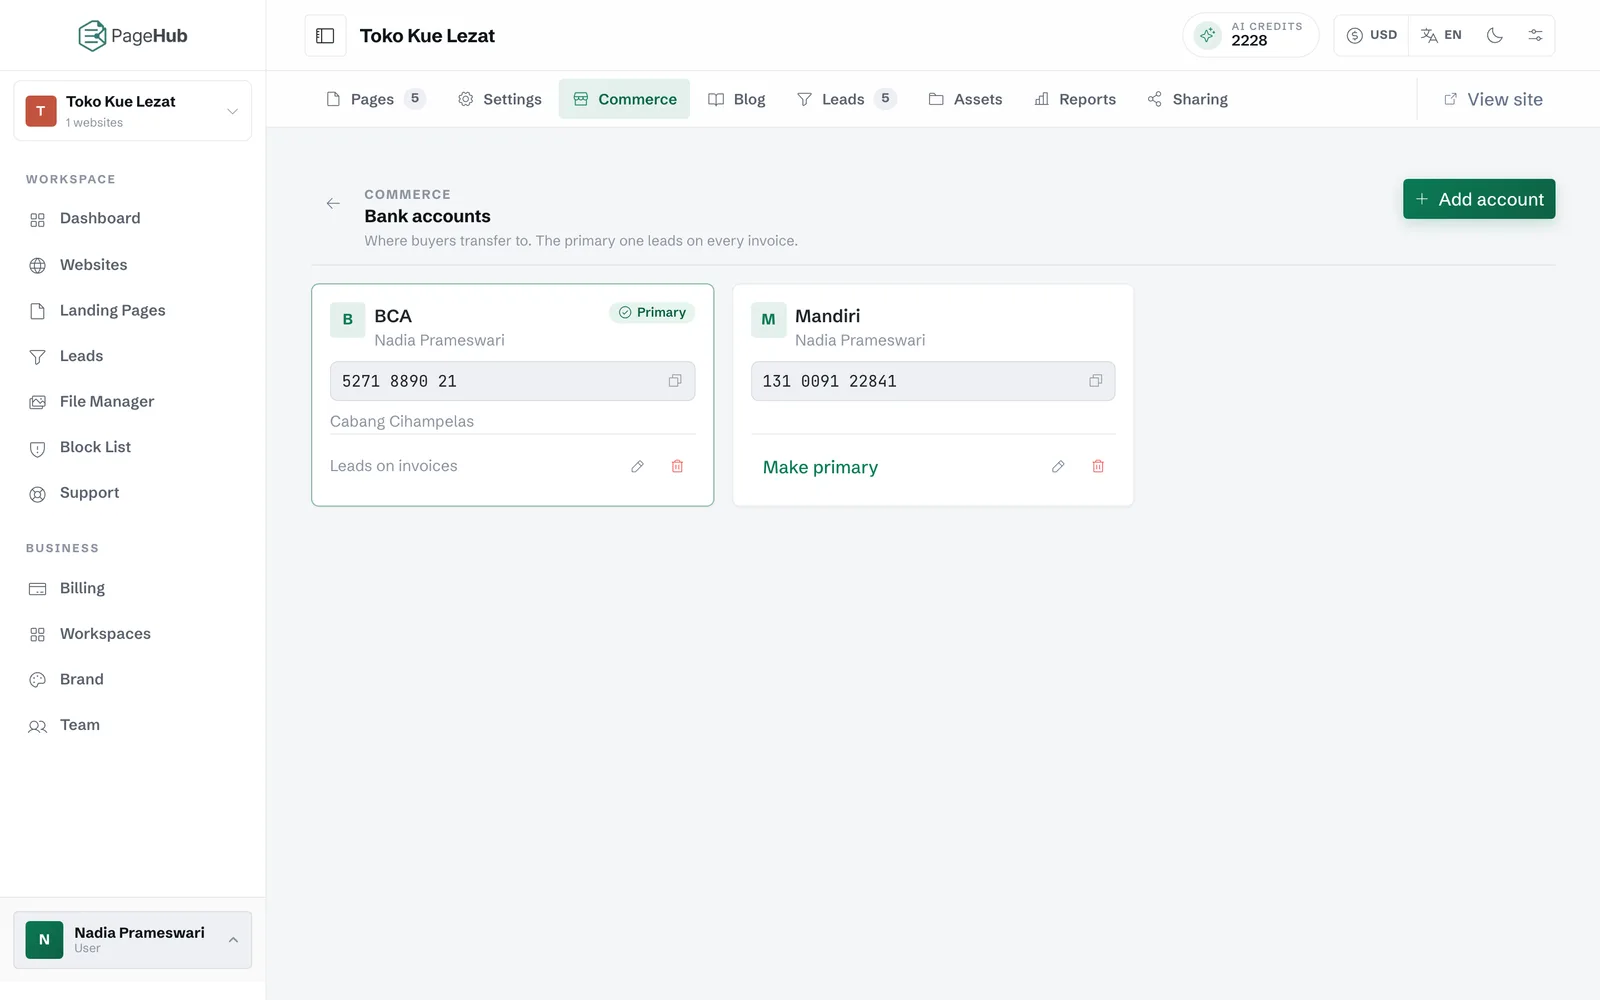 PageHub
Toko Kue Lezat
AI CREDITS
2228
USD
EN
T
Toko Kue Lezat
1 websites
Pages 5
Settings
Commerce
Blog
Leads 5
Assets
Reports
Sharing
View site
WORKSPACE
Dashboard
Websites
Landing Pages
Leads
File Manager
Block List
Support
BUSINESS
Billing
Workspaces
Brand
Team
N
Nadia Prameswari
User
COMMERCE
Bank accounts
Where buyers transfer to. The primary one leads on every invoice.
+ Add account
B
BCA
Primary
Nadia Prameswari
5271 8890 21
Cabang Cihampelas
Leads on invoices
M
Mandiri
Nadia Prameswari
131 0091 22841
Make primary